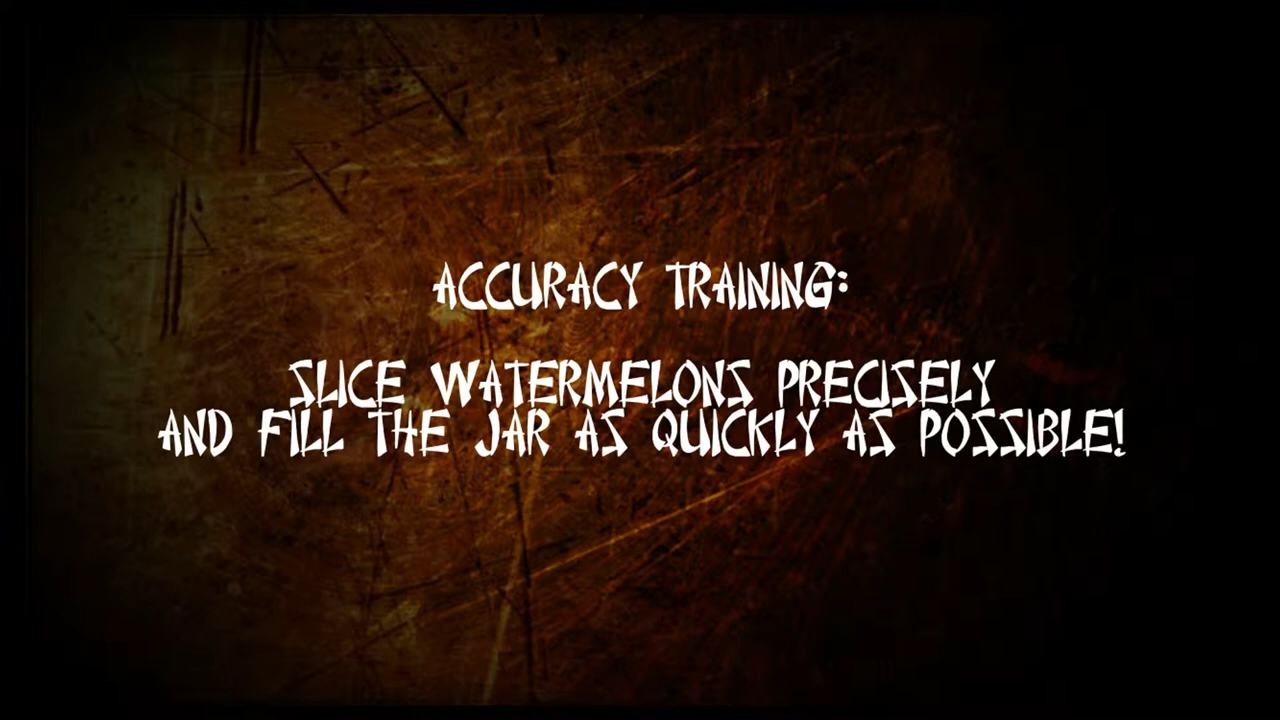 ACCURACY TRAINING:
SLICE WATERMELONS PRECISELY
AND FILL THE JAR AS QUICKLY AS POSSIBLE!